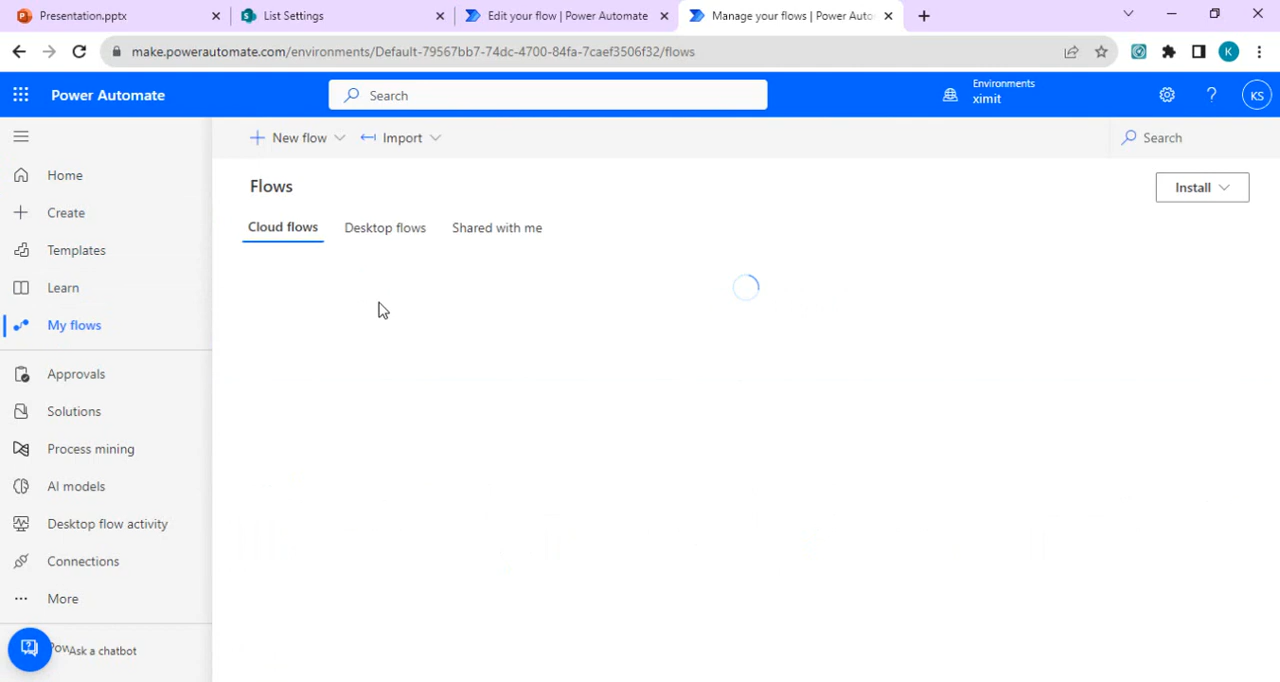 Presentation.pptx
List Settings
Edit your flow | Power Automate
Manage your flows | Power Auto
make.powerautomate.com/environments/Default-79567bb7-74dc-4700-84fa-7caef3506f32/flows
K
Power Automate
Search
Environments
ximit
KS
New flow
Import
Search
Home
Create
Templates
Learn
My flows
Approvals
Solutions
Process mining
AI models
Desktop flow activity
Connections
More
Pow
Ask a chatbot
Flows
Install
Cloud flows
Desktop flows
Shared with me